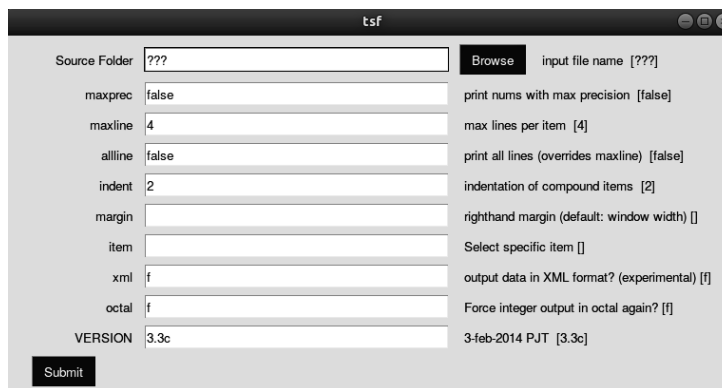 tsf
Source Folder ??? Browse input file name [???]
maxprec false print nums with max precision [false]
maxline 4 max lines per item [4]
allline false print all lines (overrides maxline) [false]
indent 2 indentation of compound items [2]
margin righthand margin (default: window width) []
item Select specific item []
xml f output data in XML format? (experimental) [f]
octal f Force integer output in octal again? [f]
VERSION 3.3c 3-feb-2014 PJT [3.3c]
Submit